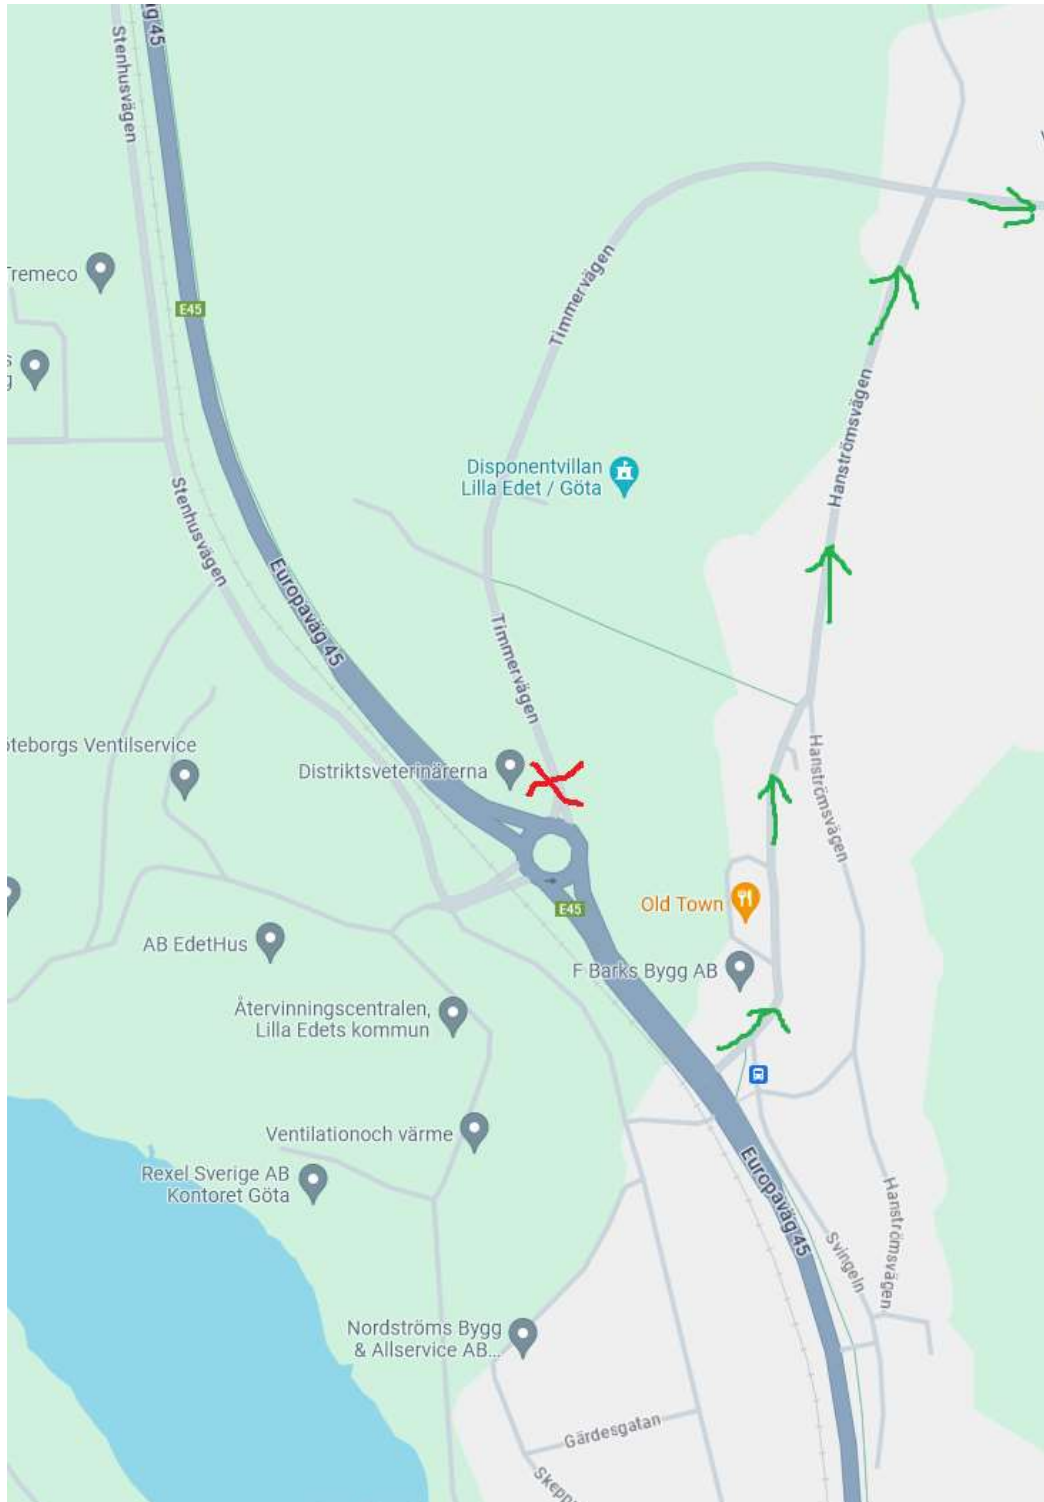 Stenhusvägen
Tremeco
E45
Timmervägen
Hanströmsvägen
Disponentvillan
Lilla Edet / Göta
Stenhusvägen
Europaväg 45
Timmervägen
Distriktsveterinärerna
Hanströmsvägen
Old Town
E45
AB EdetHus
F Barks Bygg AB
Återvinningscentralen,
Lilla Edets kommun
Ventilationoch värme
Rexel Sverige AB
Kontoret Göta
Europaväg 45
Hanströmsvägen
Svingeln
Nordströms Bygg
& Allservice AB...
Gärdesgatan